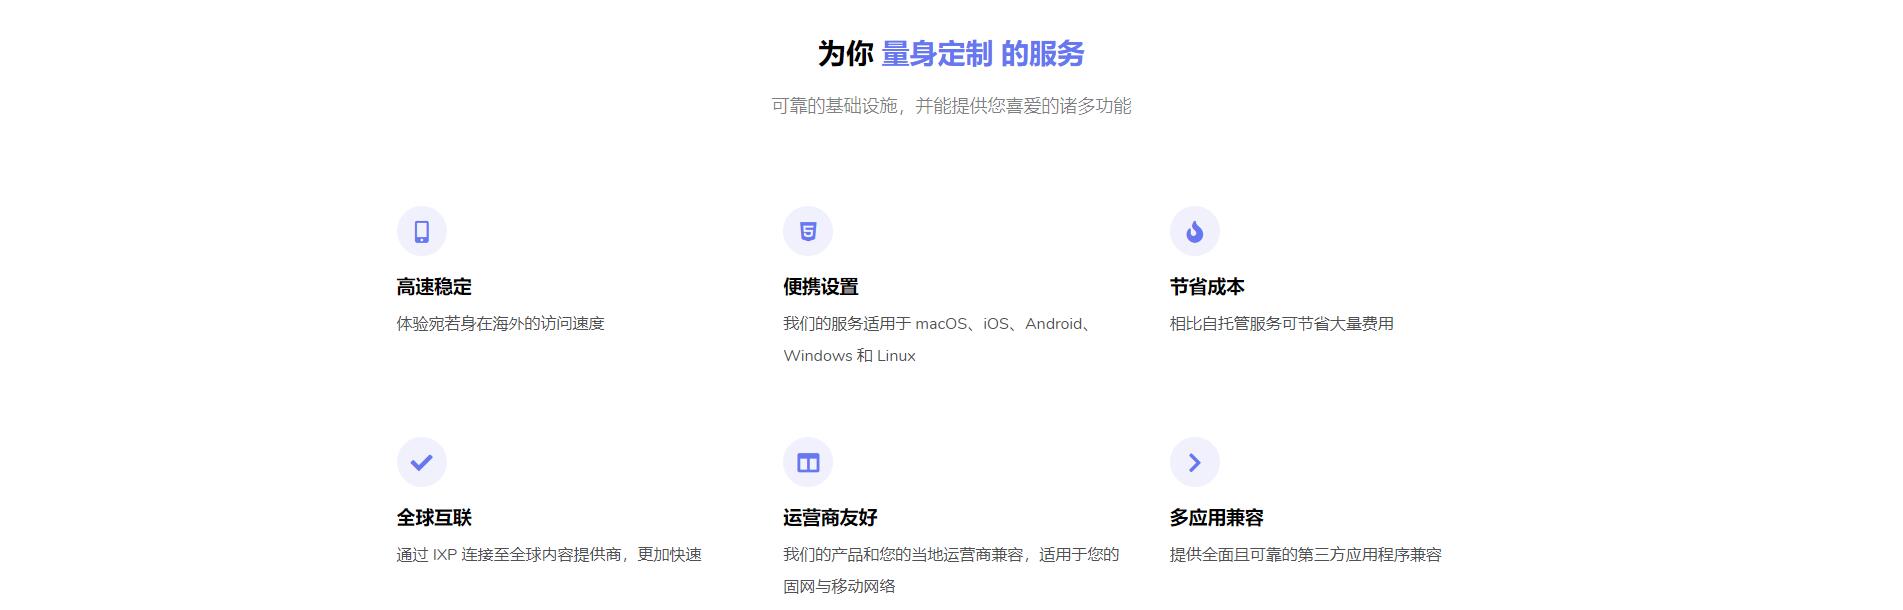 为你 量身定制 的服务
可靠的基础设施，并能提供您喜爱的诸多功能
高速稳定
体验宛若身在海外的访问速度
便携设置
我们的服务适用于 macOS、iOS、Android、
Windows 和 Linux
节省成本
相比自托管服务可节省大量费用
全球互联
通过 IXP 连接至全球内容提供商，更加快速
运营商友好
我们的产品和您的当地运营商兼容，适用于您的
固网与移动网络
多应用兼容
提供全面且可靠的第三方应用程序兼容